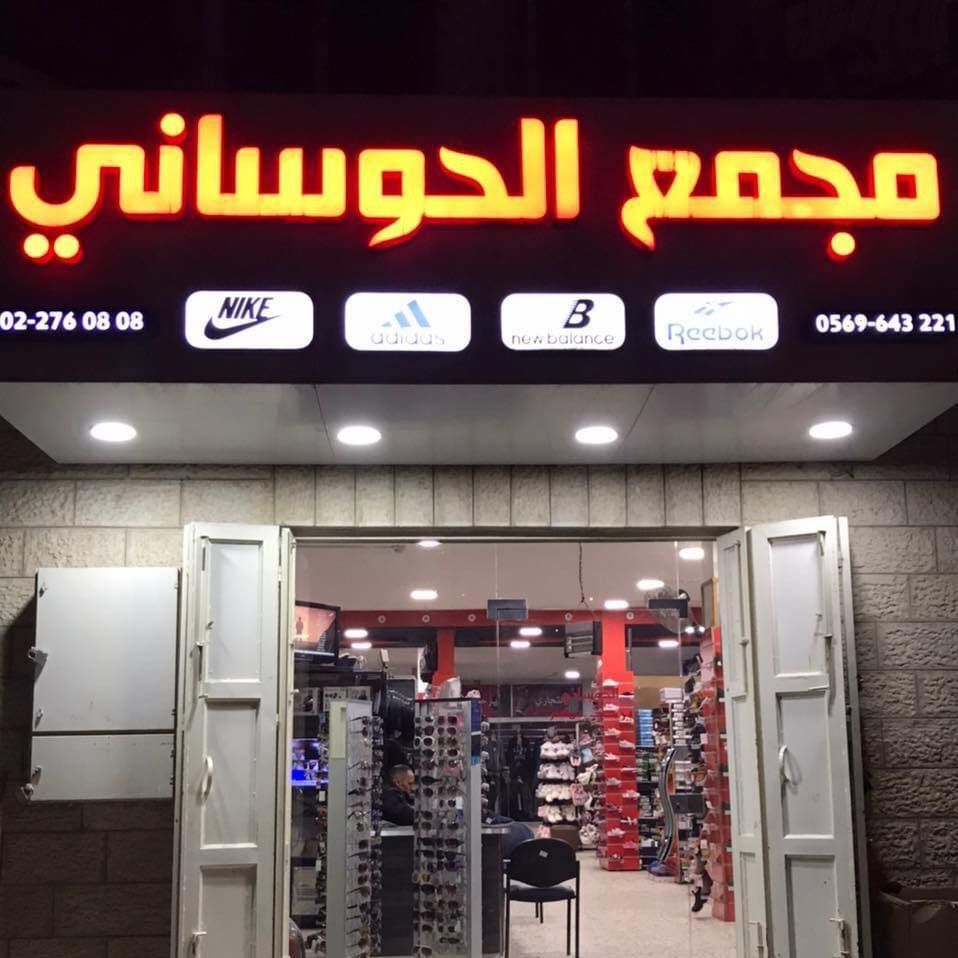 مجمع الحوساني
02-276 08 08
NIKE
adidas
B
new balance
Reebok
0569-643 221